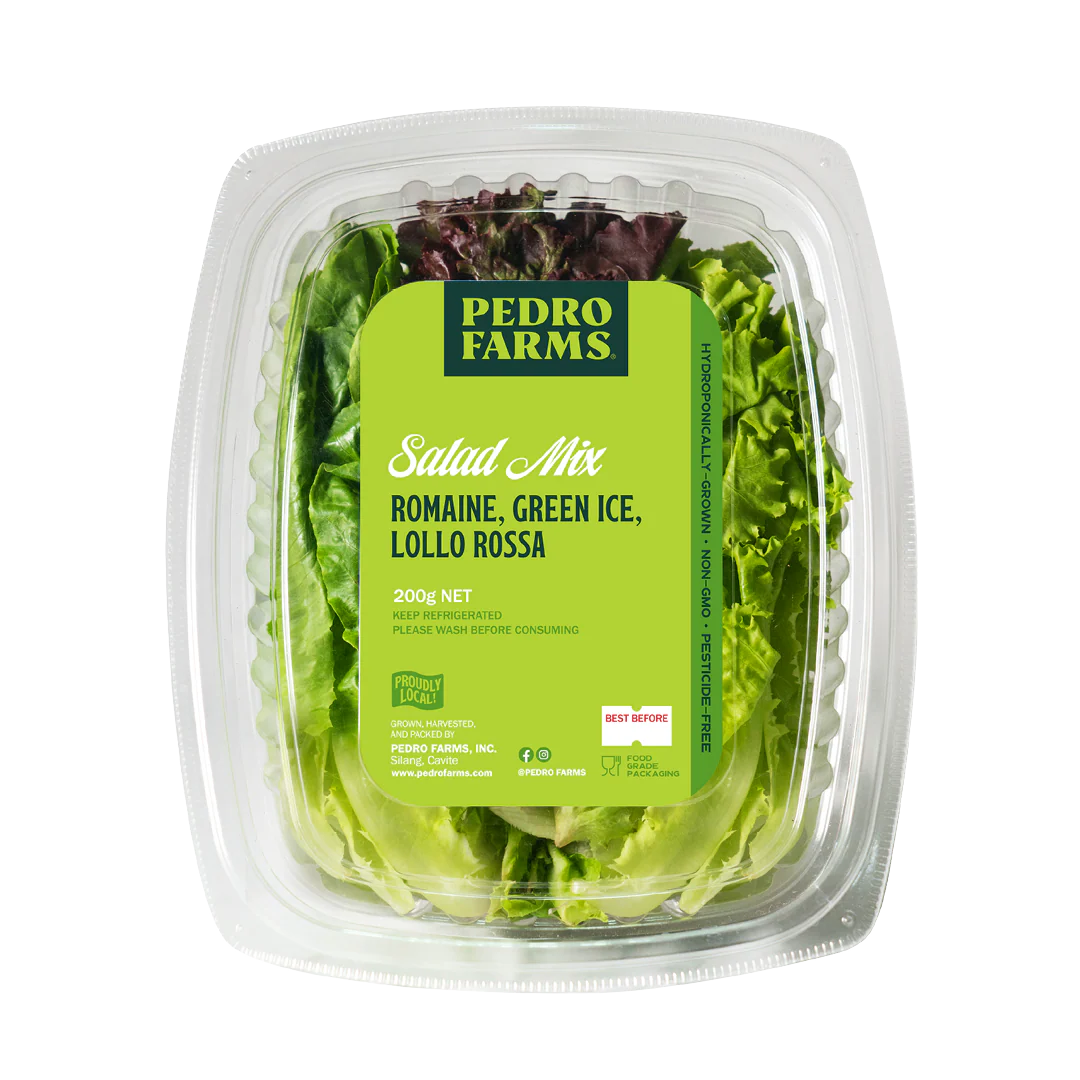 PEDRO
FARMS®
Salad Mix
ROMAINE, GREEN ICE,
LOLLO ROSSA
200g NET
KEEP REFRIGERATED
PLEASE WASH BEFORE CONSUMING
PROUDLY
LOCAL!
GROWN, HARVESTED,
AND PACKED BY
PEDRO FARMS, INC.
Silang, Cavite
www.pedrofarms.com
@PEDRO FARMS
BEST BEFORE
FOOD
GRADE
PACKAGING
HYDROPONICALLY-GROWN • NON-GMO • PESTICIDE-FREE